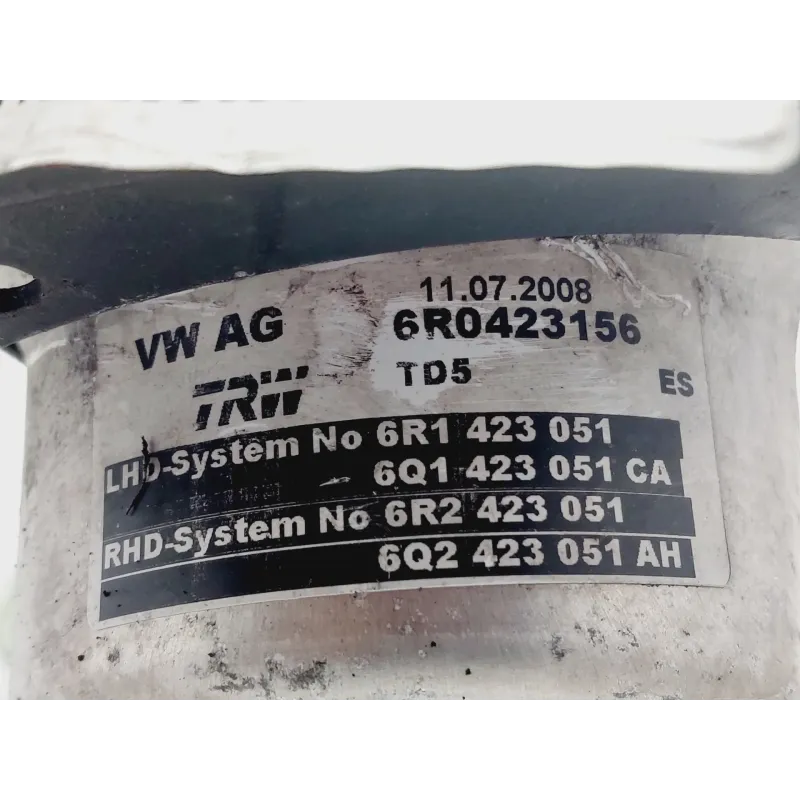 11.07.2008
VW AG 6R0423156
TRW TD5 ES
LHD-System No 6R1 423 051
6Q1 423 051 CA
RHD-System No 6R2 423 051
6Q2 423 051 AH